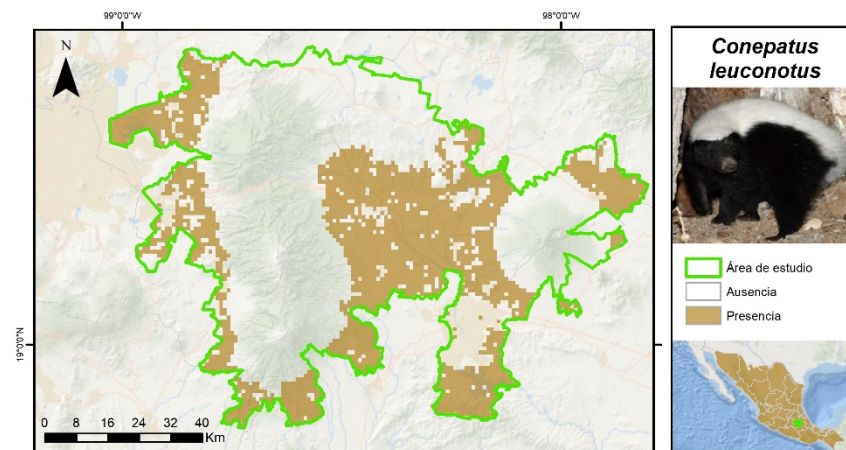 99°0'0"W
98°0'0"W
N
19°0'0"N
0 8 16 24 32 40
Km
Conepatus
leuconotus
Área de estudio
Ausencia
Presencia